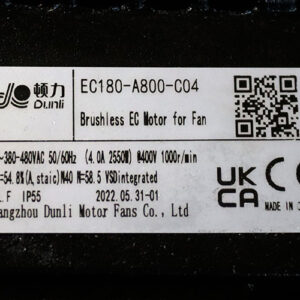 顿力
Dunli
EC180-A800-C04
Brushless EC Motor for Fan
~380-480VAC 50/60Hz (4.0A 2550W) @400V 1000r/min
=54.8%(A,staic)N40 N=58.5 VSDintegrated
.F IP55 2022.05.31-01
angzhou Dunli Motor Fans Co., Ltd
UK
CA
CE
MADE IN